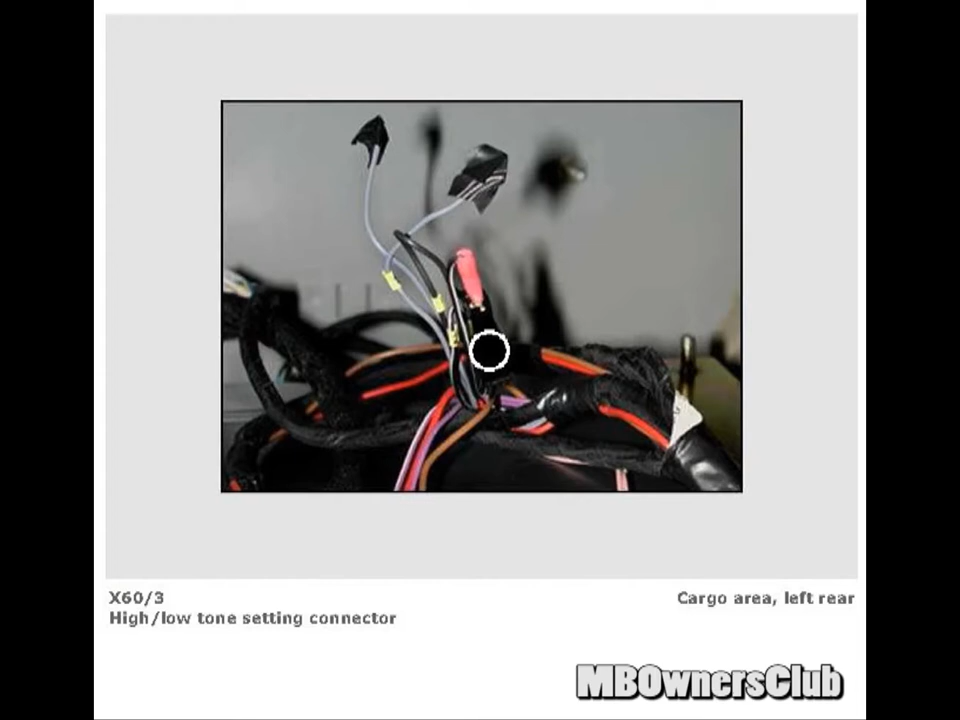 X60/3
Cargo area, left rear
High/low tone setting connector
MBOwnersClub